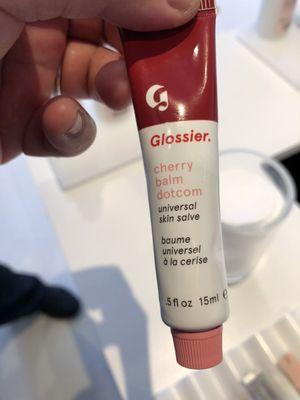 G
Glossier.
cherry
balm
dotcom
universal
skin salve
baume
universel
à la cerise
.5 fl oz 15ml e